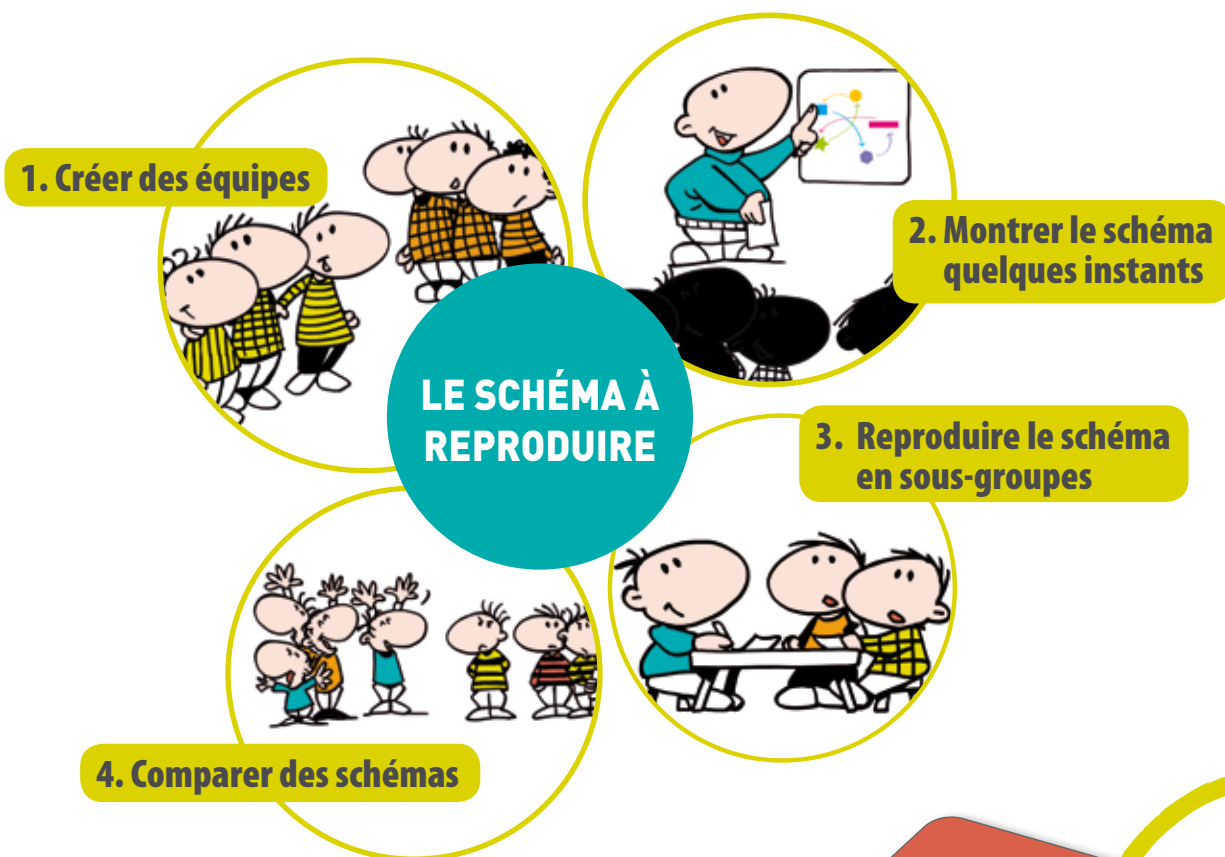 1. Créer des équipes
2. Montrer le schéma
quelques instants
LE SCHÉMA À
REPRODUIRE
3. Reproduire le schéma
en sous-groupes
4. Comparer des schémas